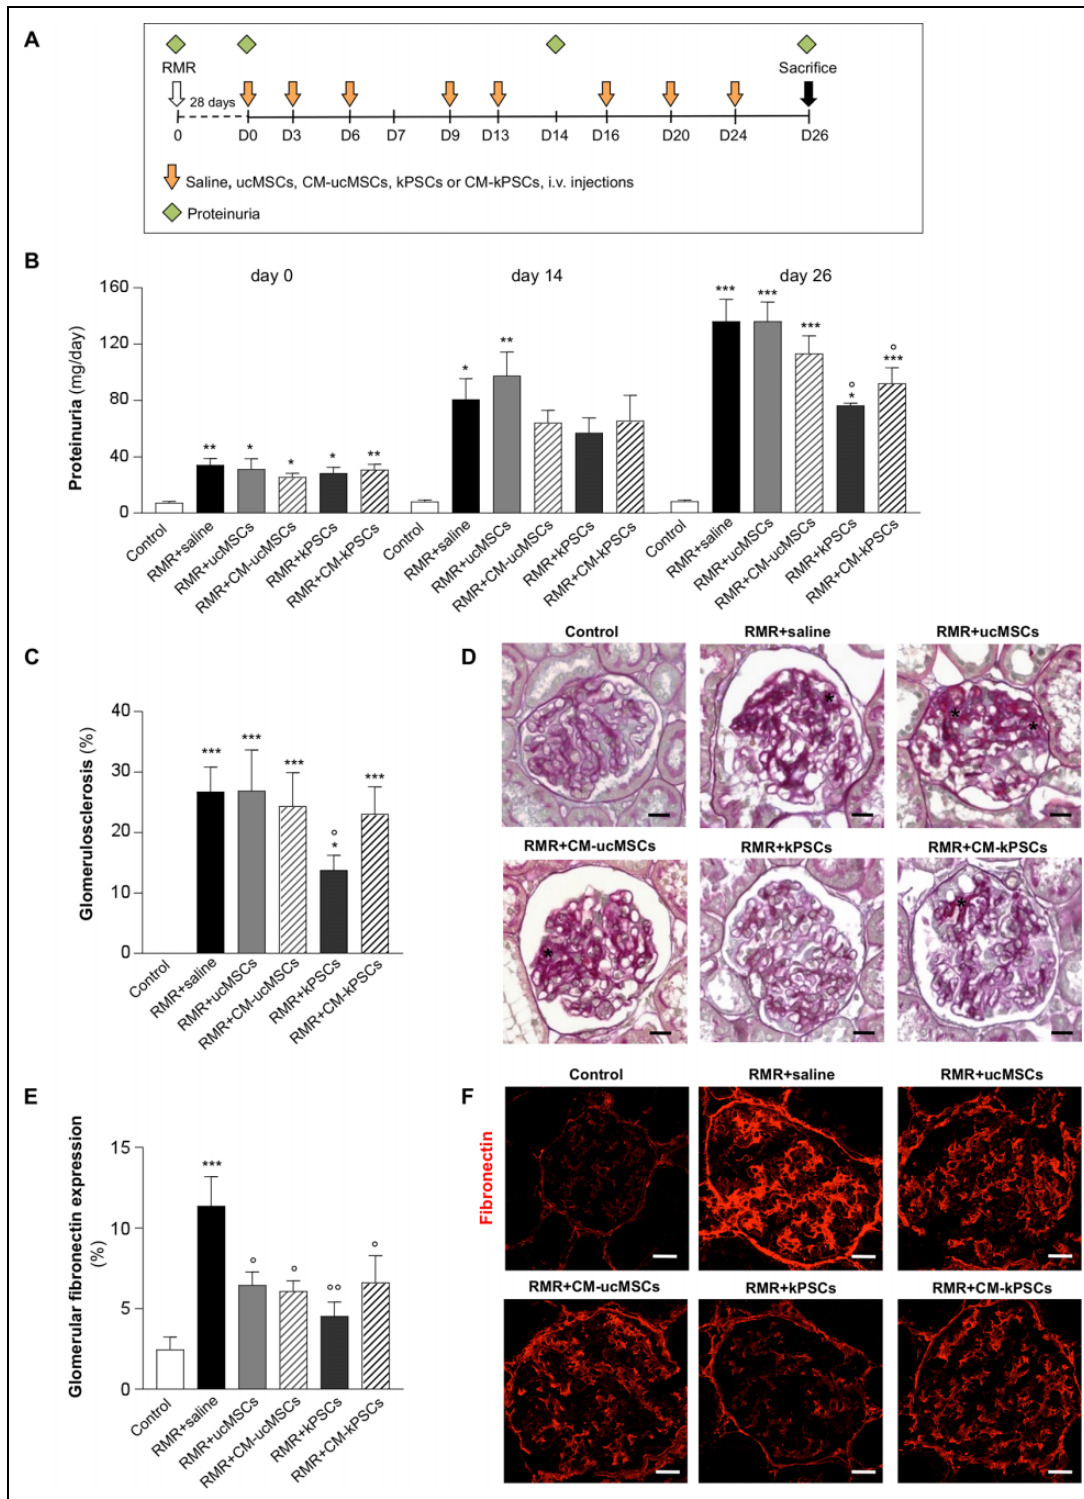 A
RMR
Sacrifice
28 days
0 D0 D3 D6 D7 D9 D13 D14 D16 D20 D24 D26
Saline, ucMSCs, CM-ucMSCs, kPSCs or CM-kPSCs, i.v. injections
Proteinuria
B
day 0 day 14 day 26
Proteinuria (mg/day)
160
120
80
40
0
** * * * **
* **
*** *** *** ° * ° ***
Control RMR+saline RMR+ucMSCs RMR+CM-ucMSCs RMR+kPSCs RMR+CM-kPSCs
Control RMR+saline RMR+ucMSCs RMR+CM-ucMSCs RMR+kPSCs RMR+CM-kPSCs
Control RMR+saline RMR+ucMSCs RMR+CM-ucMSCs RMR+kPSCs RMR+CM-kPSCs
C
Glomerulosclerosis (%)
40
30
20
10
0
*** *** *** ° * ***
Control RMR+saline RMR+ucMSCs RMR+CM-ucMSCs RMR+kPSCs RMR+CM-kPSCs
D
Control RMR+saline RMR+ucMSCs
* * *
RMR+CM-ucMSCs RMR+kPSCs RMR+CM-kPSCs
* *
E
Glomerular fibronectin expression
(%)
15
10
5
0
*** ° ° °° °
Control RMR+saline RMR+ucMSCs RMR+CM-ucMSCs RMR+kPSCs RMR+CM-kPSCs
F
Fibronectin
Control RMR+saline RMR+ucMSCs
RMR+CM-ucMSCs RMR+kPSCs RMR+CM-kPSCs